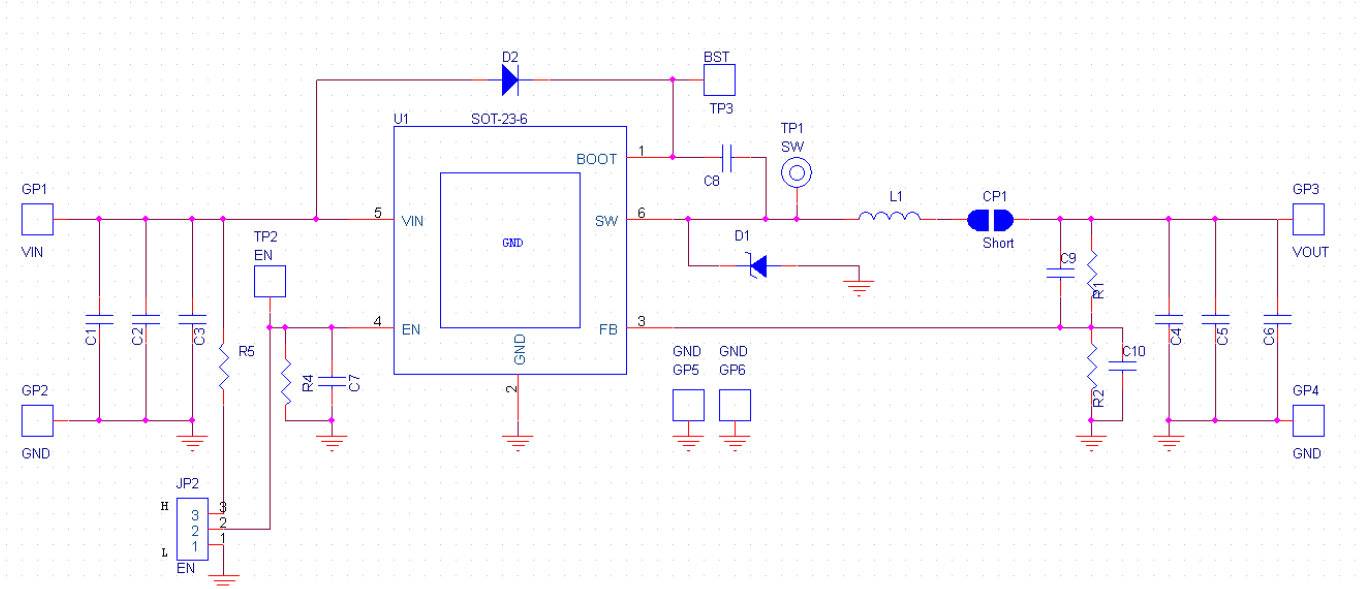 D2
BST
TP3
U1
SOT-23-6
TP1
SW
BOOT
1
C8
GP1
VIN
5
VIN
SW
6
L1
CP1
Short
GP3
VOUT
TP2
EN
GND
D1
C9
R1
4
EN
FB
3
C1
C2
C3
R5
R4
C7
GND
2
GND
GP5
GND
GP6
R2
C10
C4
C5
C6
GP2
GND
GP4
GND
JP2
H
3
3
2
2
1
1
L
EN